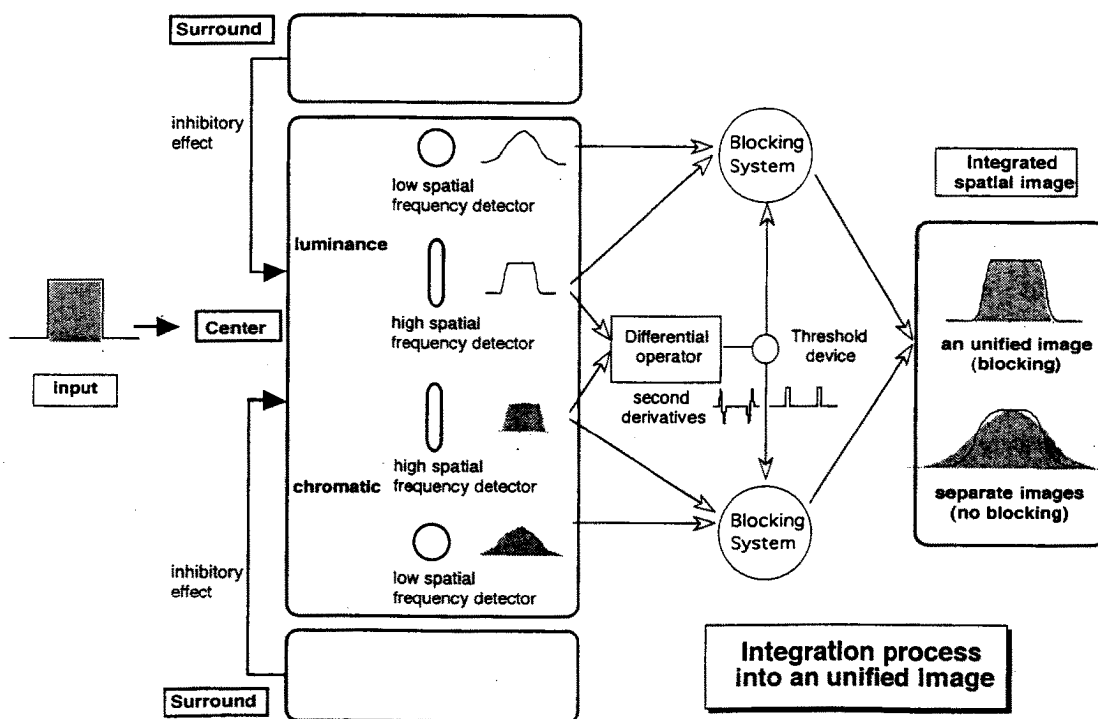 Surround
inhibitory
effect
low spatial
frequency detector
luminance
high spatial
frequency detector
Center
input
high spatial
frequency detector
chromatic
low spatial
frequency detector
inhibitory
effect
Surround
Blocking
System
Differential
operator
Threshold
device
second
derivatives
Blocking
System
Integrated
spatial image
an unified image
(blocking)
separate images
(no blocking)
Integration process
into an unified image